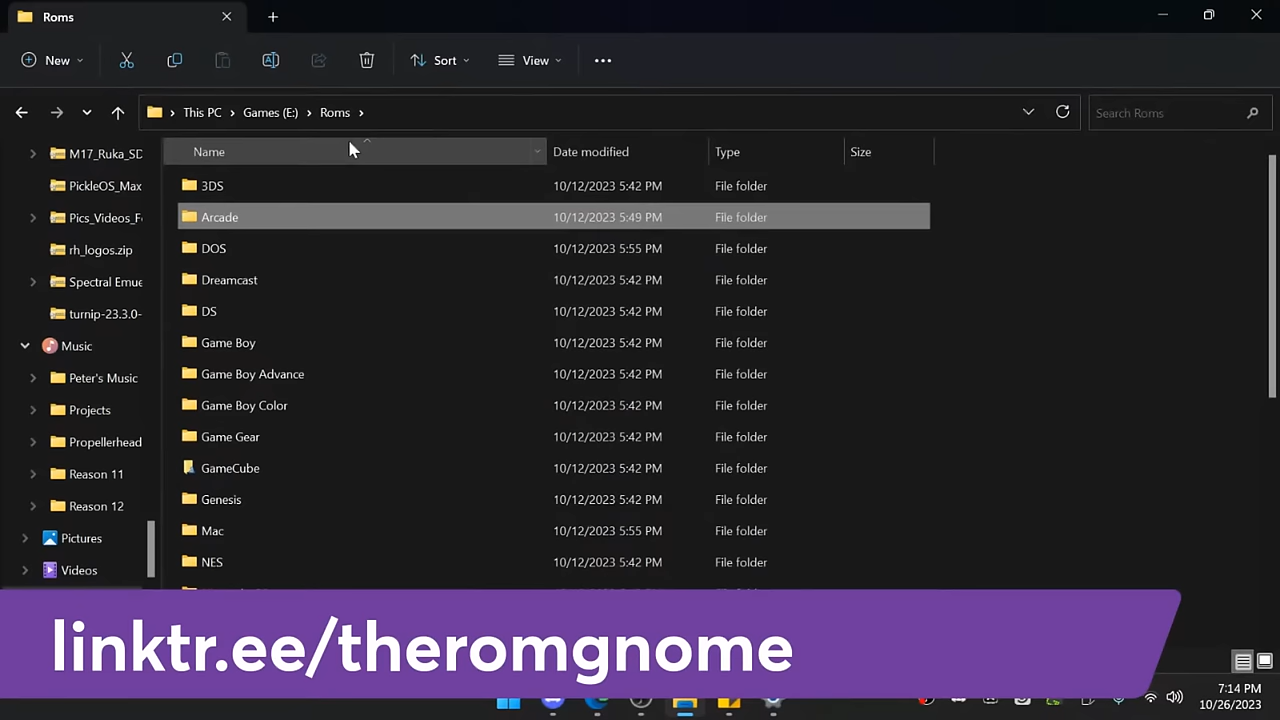 Roms
New Sort View
This PC Games (E:) Roms Search Roms
Name Date modified Type Size
M17_Ruka_SD
PickleOS_Max
Pics_Videos_F
rh_logos.zip
Spectral Emue
turnip-23.3.0-
Music
Peter's Music
Projects
Propellerhead
Reason 11
Reason 12
Pictures
Videos
3DS 10/12/2023 5:42 PM File folder
Arcade 10/12/2023 5:49 PM File folder
DOS 10/12/2023 5:55 PM File folder
Dreamcast 10/12/2023 5:42 PM File folder
DS 10/12/2023 5:42 PM File folder
Game Boy 10/12/2023 5:42 PM File folder
Game Boy Advance 10/12/2023 5:42 PM File folder
Game Boy Color 10/12/2023 5:42 PM File folder
Game Gear 10/12/2023 5:42 PM File folder
GameCube 10/12/2023 5:42 PM File folder
Genesis 10/12/2023 5:42 PM File folder
Mac 10/12/2023 5:55 PM File folder
NES 10/12/2023 5:42 PM File folder
linktr.ee/theromgnome
7:14 PM
10/26/2023